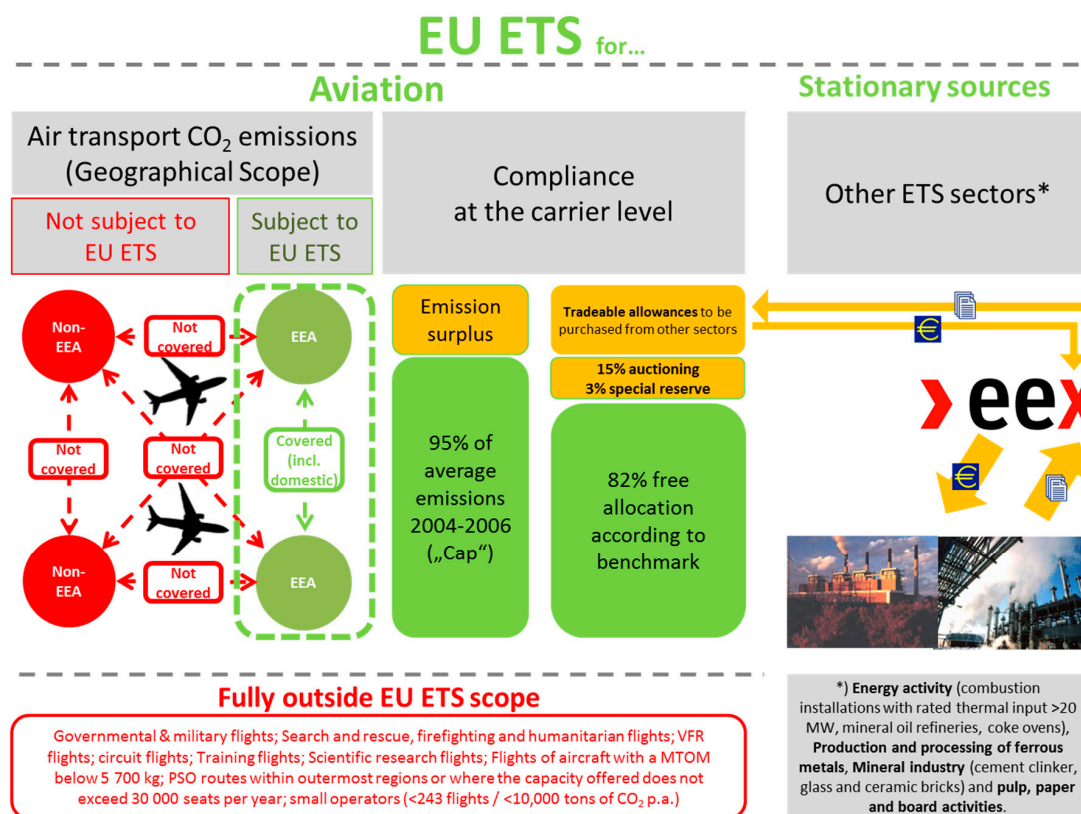 EU ETS for...
Aviation
Stationary sources
Air transport CO₂ emissions
(Geographical Scope)
Not subject to
EU ETS
Subject to
EU ETS
Compliance
at the carrier level
Other ETS sectors*
Non-
EEA
Not
covered
EEA
Not
covered
Not
covered
Covered
(incl.
domestic)
Non-
EEA
Not
covered
EEA
Emission
surplus
95% of
average
emissions
2004-2006
(„Cap“)
Tradeable allowances to be
purchased from other sectors
15% auctioning
3% special reserve
82% free
allocation
according to
benchmark
€
eex
€
Fully outside EU ETS scope
Governmental & military flights; Search and rescue, firefighting and humanitarian flights; VFR
flights; circuit flights; Training flights; Scientific research flights; Flights of aircraft with a MTOM
below 5 700 kg; PSO routes within outermost regions or where the capacity offered does not
exceed 30 000 seats per year; small operators (<243 flights / <10,000 tons of CO₂ p.a.)
*) Energy activity (combustion
installations with rated thermal input >20
MW, mineral oil refineries, coke ovens),
Production and processing of ferrous
metals, Mineral industry (cement clinker,
glass and ceramic bricks) and pulp, paper
and board activities.